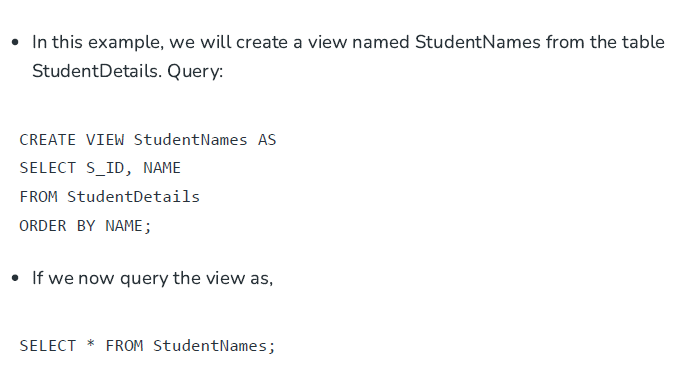 • In this example, we will create a view named StudentNames from the table
StudentDetails. Query:
CREATE VIEW StudentNames AS
SELECT S_ID, NAME
FROM StudentDetails
ORDER BY NAME;
• If we now query the view as,
SELECT * FROM StudentNames;